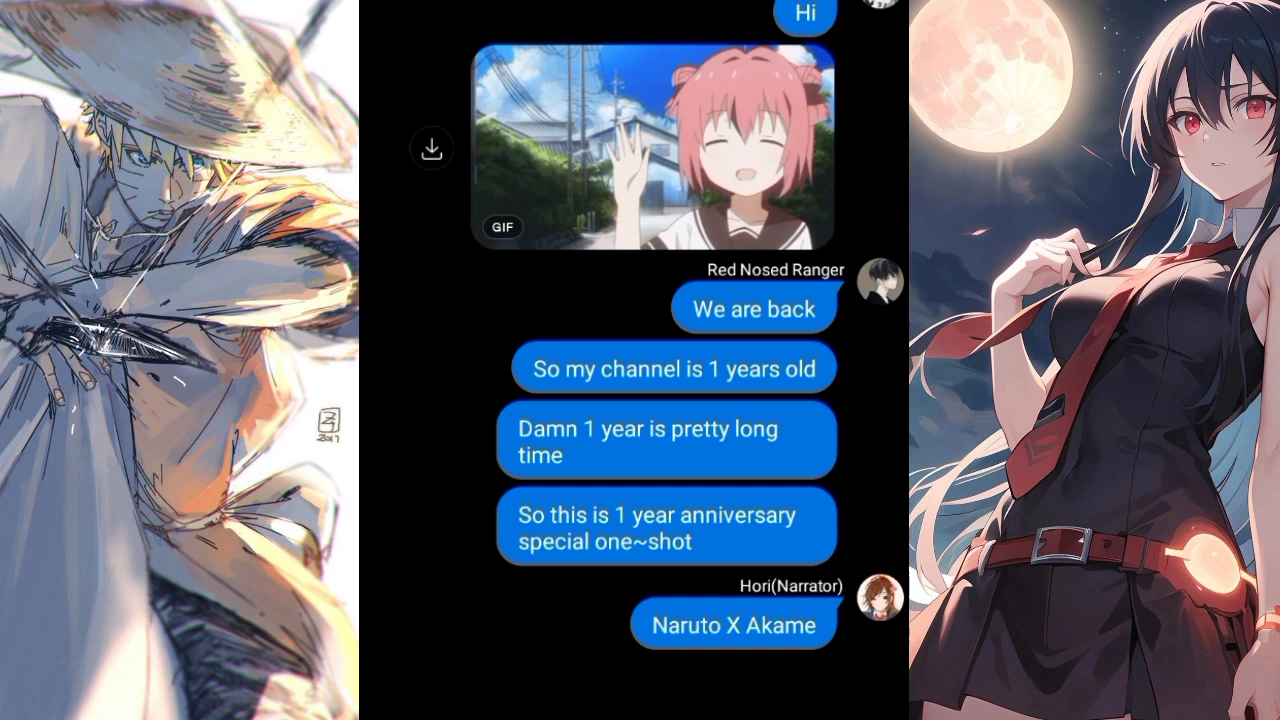 Hi
GIF
Red Nosed Ranger
We are back
So my channel is 1 years old
Damn 1 year is pretty long
time
So this is 1 year anniversary
special one~shot
Hori(Narrator)
Naruto X Akame
2017